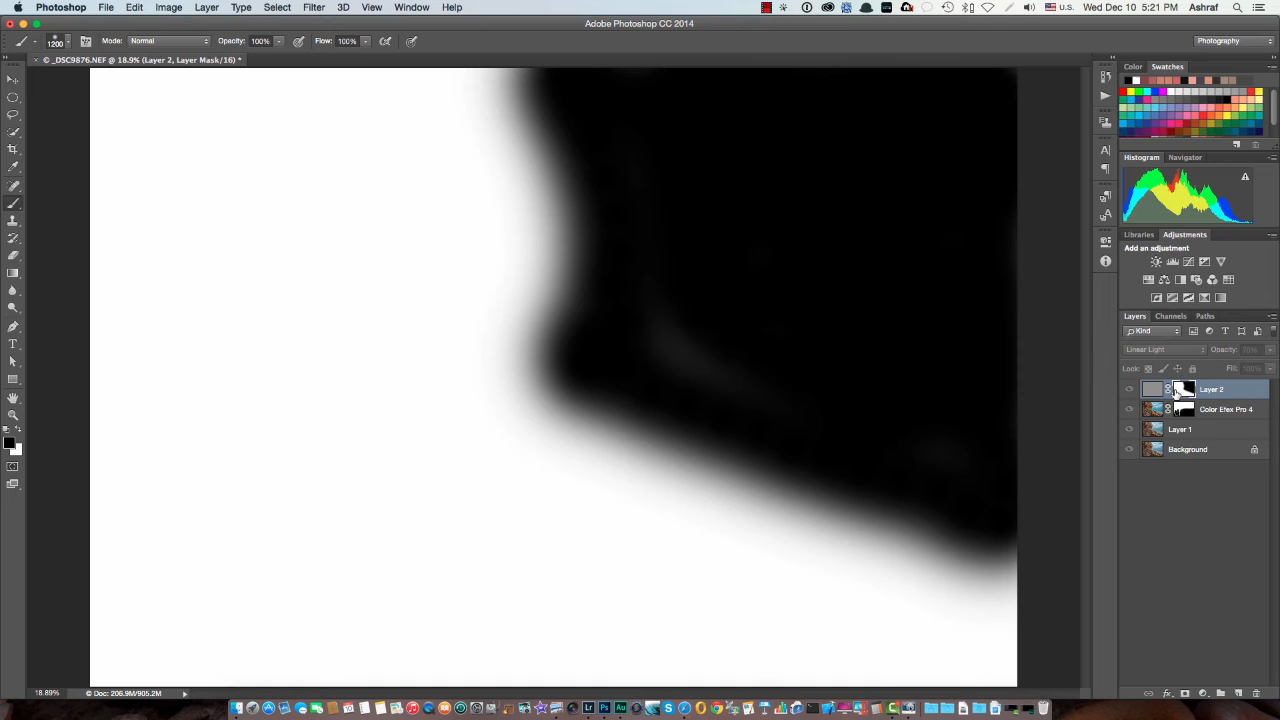 Photoshop File Edit Image Layer Type Select Filter 3D View Window Help U.S. Wed Dec 10 5:21 PM Ashraf
Adobe Photoshop CC 2014
1200 Mode: Normal Opacity: 100% Flow: 100% Photography
× © _DSC9876.NEF @ 18.9% (Layer 2, Layer Mask/16) *
Color Swatches
Histogram Navigator
Libraries Adjustments
Add an adjustment
Layers Channels Paths
Kind
Linear Light Opacity: 70%
Lock: Fill: 100%
Layer 2
Color Efex Pro 4
Layer 1
Background
18.89% © Doc: 206.9M/905.2M